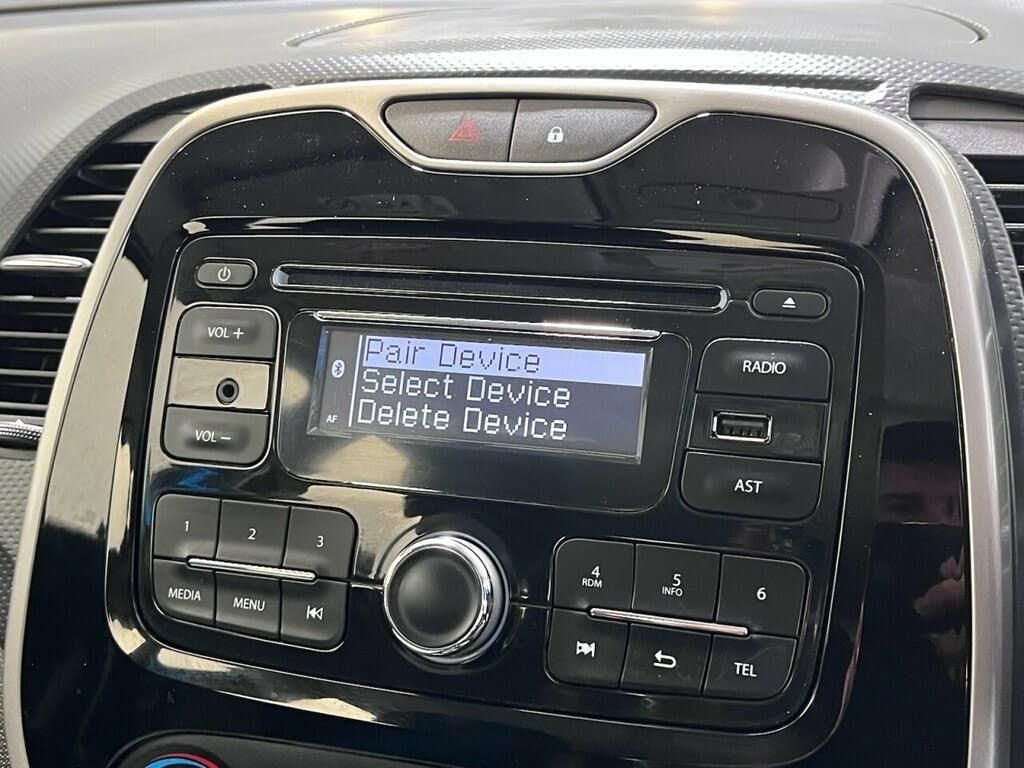 VOL +
VOL −
Pair Device
Select Device
Delete Device
AF
RADIO
AST
1
2
3
MEDIA
MENU
4
RDM
5
INFO
6
TEL